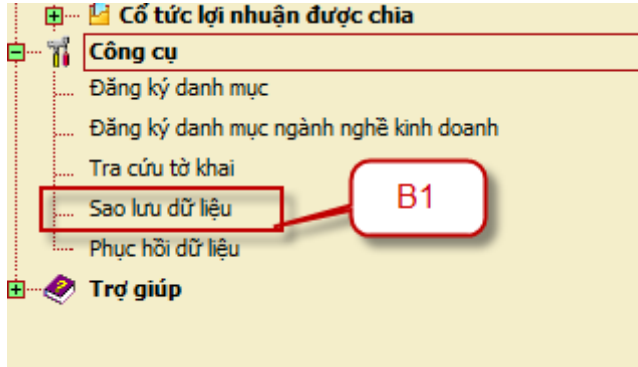 Cổ tức lợi nhuận được chia
Công cụ
Đăng ký danh mục
Đăng ký danh mục ngành nghề kinh doanh
Tra cứu tờ khai
Sao lưu dữ liệu
B1
Phục hồi dữ liệu
Trợ giúp